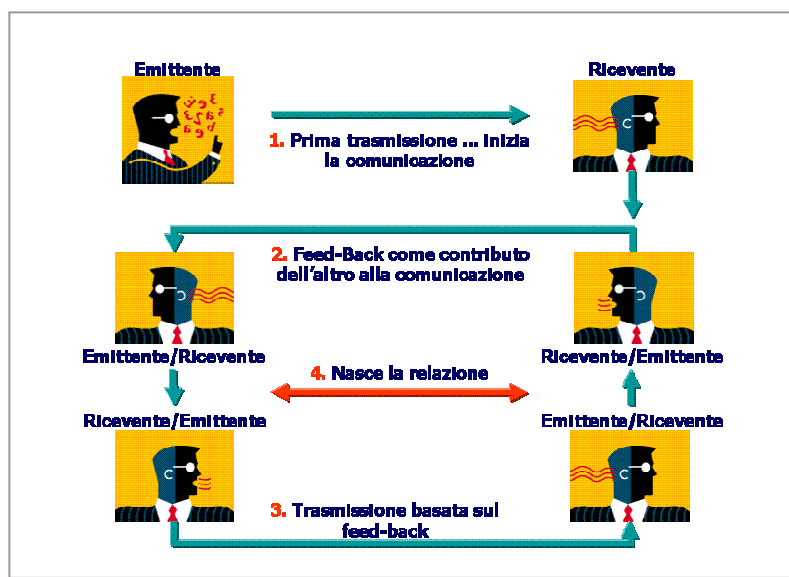 Emittente
Ricevente
1. Prima trasmissione ... inizia
la comunicazione
2. Feed-Back come contributo
dell'altro alla comunicazione
Emittente/Ricevente
Ricevente/Emittente
4. Nasce la relazione
Ricevente/Emittente
Emittente/Ricevente
3. Trasmissione basata sul
feed-back